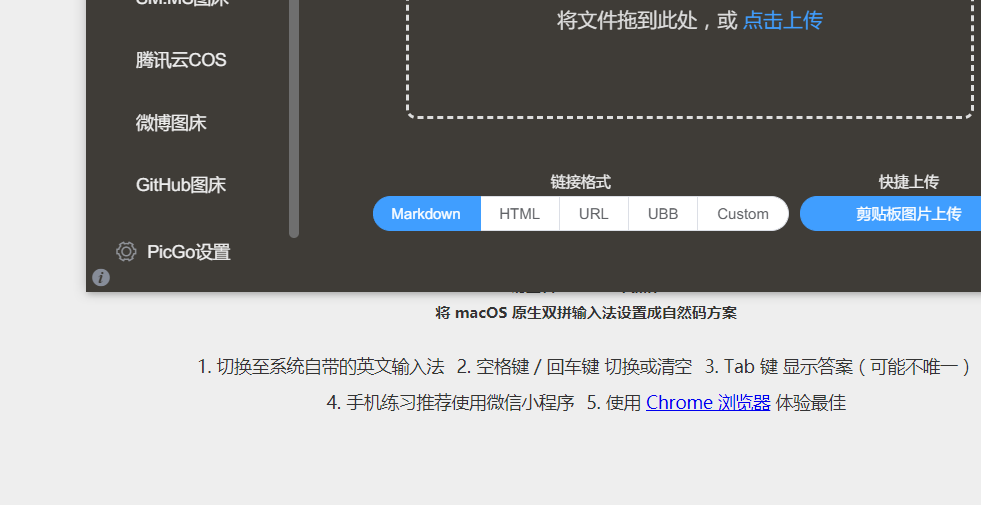 SM.MS图床
将文件拖到此处，或 点击上传
腾讯云COS
微博图床
GitHub图床
链接格式
快捷上传
Markdown HTML URL UBB Custom
剪贴板图片上传
PicGo设置
将 macOS 原生双拼输入法设置成自然码方案
1. 切换至系统自带的英文输入法 2. 空格键 / 回车键 切换或清空 3. Tab 键 显示答案（可能不唯一）
4. 手机练习推荐使用微信小程序 5. 使用 Chrome 浏览器 体验最佳